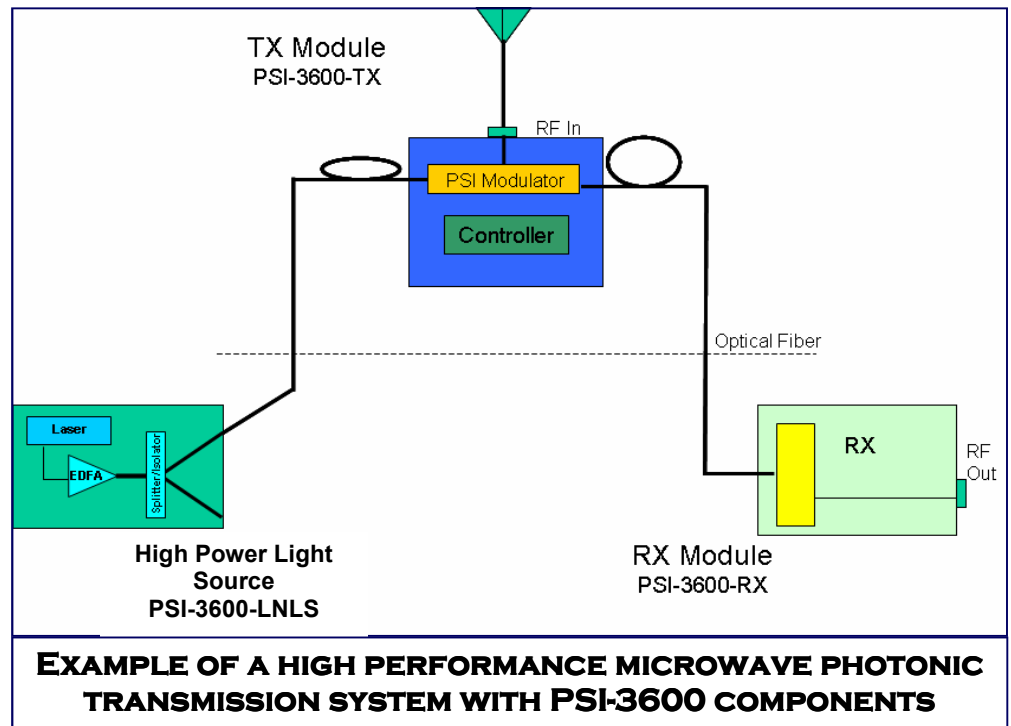 TX Module
PSI-3600-TX
RF In
PSI Modulator
Controller
Optical Fiber
Laser
EDFA
Splitter/Isolator
RX
RF
Out
High Power Light
Source
PSI-3600-LNLS
RX Module
PSI-3600-RX
EXAMPLE OF A HIGH PERFORMANCE MICROWAVE PHOTONIC
TRANSMISSION SYSTEM WITH PSI-3600 COMPONENTS